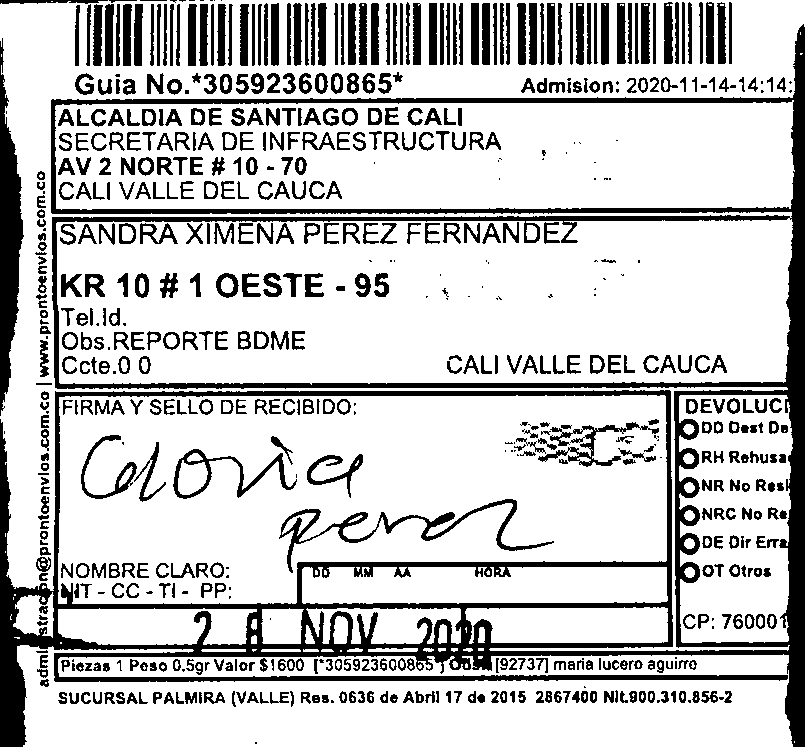 Guia No.*305923600865*
Admision: 2020-11-14-14:14:
ALCALDIA DE SANTIAGO DE CALI
SECRETARIA DE INFRAESTRUCTURA
AV 2 NORTE # 10 - 70
CALI VALLE DEL CAUCA
SANDRA XIMENA PEREZ FERNANDEZ
KR 10 # 1 OESTE - 95
Tel.Id.
Obs.REPORTE BDME
Ccte.0 0 CALI VALLE DEL CAUCA
www.prontoenvios.com.co
@prontoenvios.com.co
FIRMA Y SELLO DE RECIBIDO:
Gloria
perez
NOMBRE CLARO:
NIT - CC - TI - PP:
DD MM AA HORA
28 NOV 2020
DEVOLUCI
DD Dest De
RH Rehusa
NR No Resi
NRC No Re
DE Dir Erra
OT Otros
CP: 760001
Piezas 1 Peso 0.5gr Valor $1600 [*305923600865*] [92737] maria lucero aguirre
SUCURSAL PALMIRA (VALLE) Res. 0636 de Abril 17 de 2015 2867400 Nit.900.310.856-2